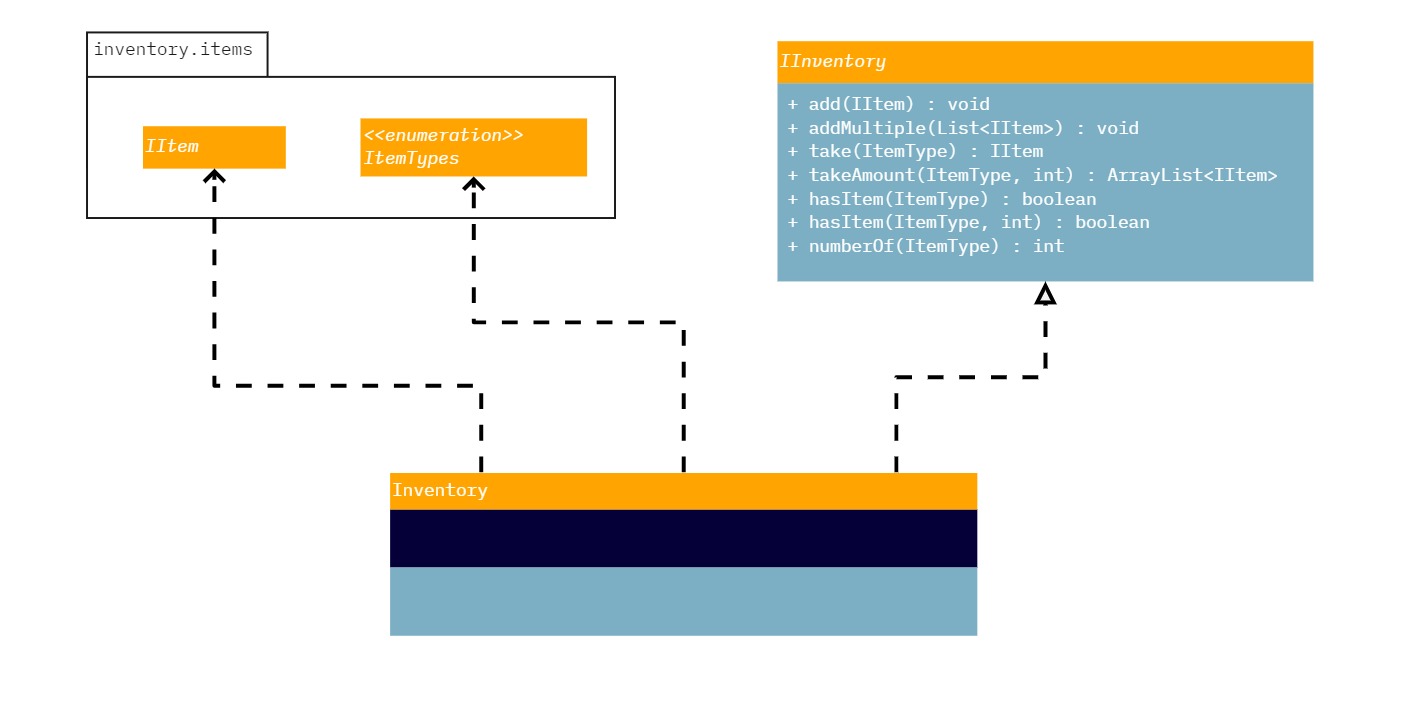 inventory.items
IItem
<<enumeration>>
ItemTypes
IInventory
+ add(IItem) : void
+ addMultiple(List<IItem>) : void
+ take(ItemType) : IItem
+ takeAmount(ItemType, int) : ArrayList<IItem>
+ hasItem(ItemType) : boolean
+ hasItem(ItemType, int) : boolean
+ numberOf(ItemType) : int
Inventory